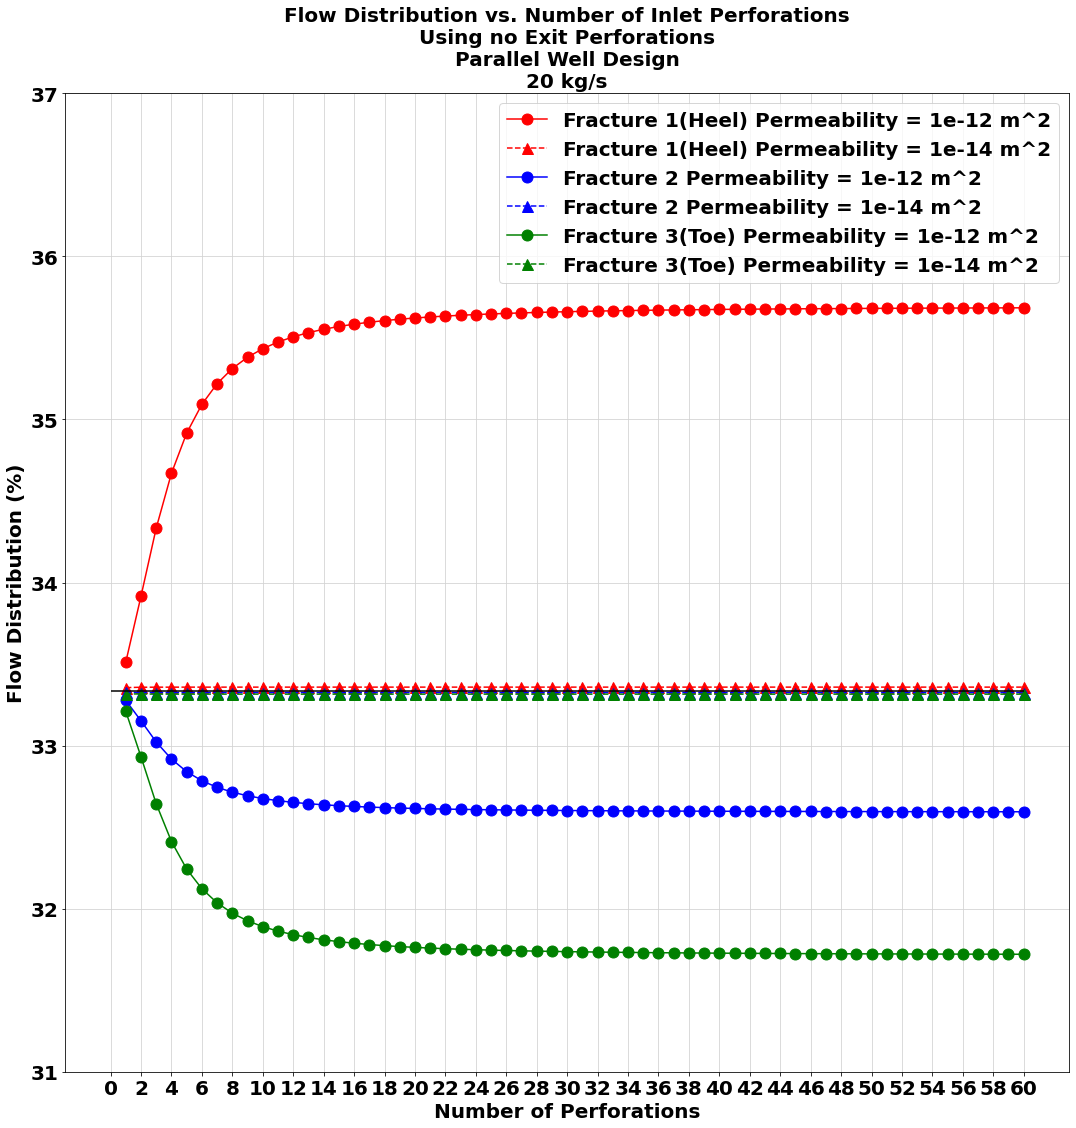 Flow Distribution vs. Number of Inlet Perforations
Using no Exit Perforations
Parallel Well Design
20 kg/s
Fracture 1(Heel) Permeability = 1e-12 m^2
Fracture 1(Heel) Permeability = 1e-14 m^2
Fracture 2 Permeability = 1e-12 m^2
Fracture 2 Permeability = 1e-14 m^2
Fracture 3(Toe) Permeability = 1e-12 m^2
Fracture 3(Toe) Permeability = 1e-14 m^2
Flow Distribution (%)
37
36
35
34
33
32
31
0 2 4 6 8 10 12 14 16 18 20 22 24 26 28 30 32 34 36 38 40 42 44 46 48 50 52 54 56 58 60
Number of Perforations